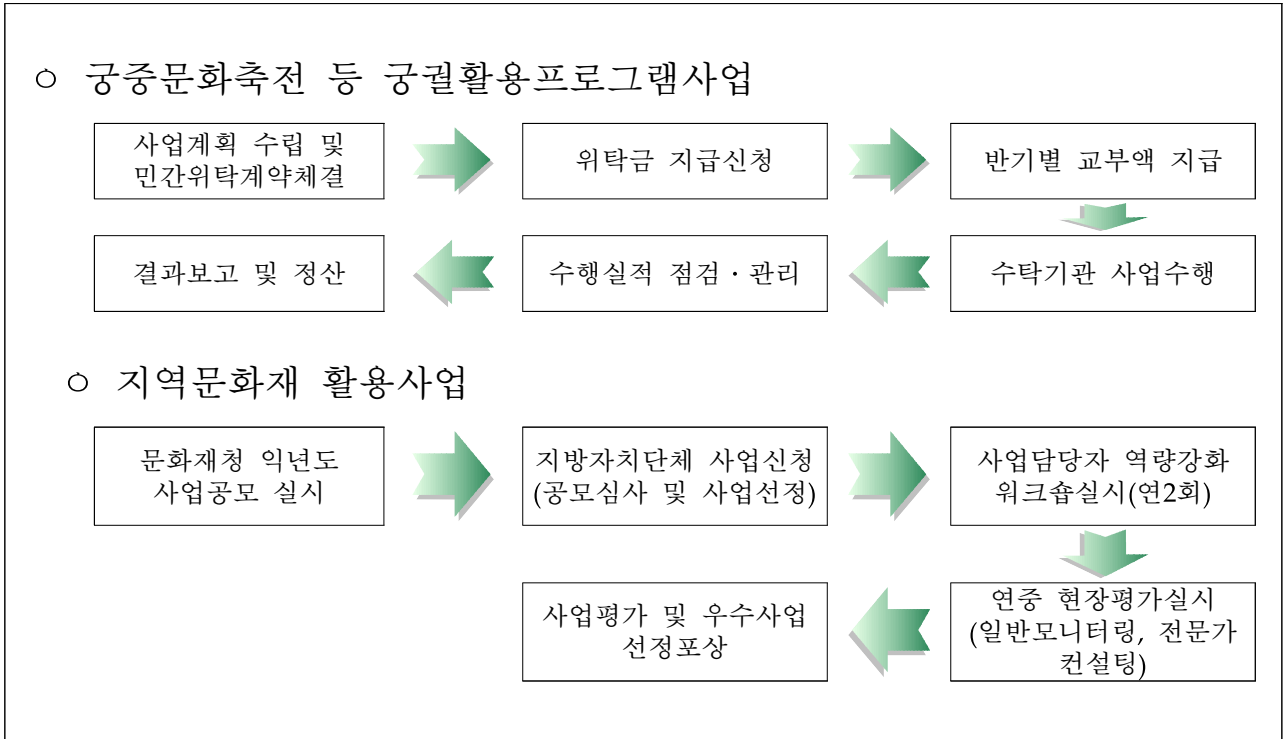 ○ 궁중문화축전 등 궁궐활용프로그램사업
사업계획 수립 및
민간위탁계약체결
위탁금 지급신청
반기별 교부액 지급
수탁기관 사업수행
수행실적 점검·관리
결과보고 및 정산
○ 지역문화재 활용사업
문화재청 익년도
사업공모 실시
지방자치단체 사업신청
(공모심사 및 사업선정)
사업담당자 역량강화
워크숍실시(연2회)
연중 현장평가실시
(일반모니터링, 전문가
컨설팅)
사업평가 및 우수사업
선정포상